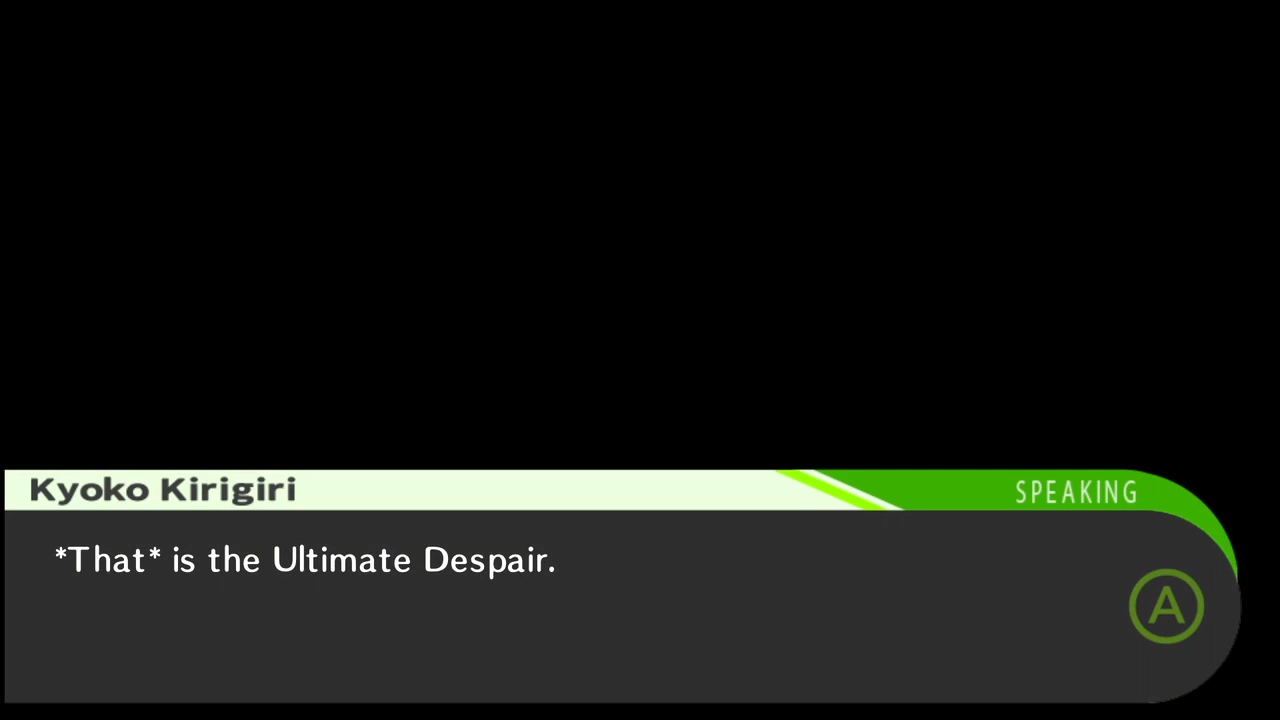 Kyoko Kirigiri
SPEAKING
*That* is the Ultimate Despair.
A